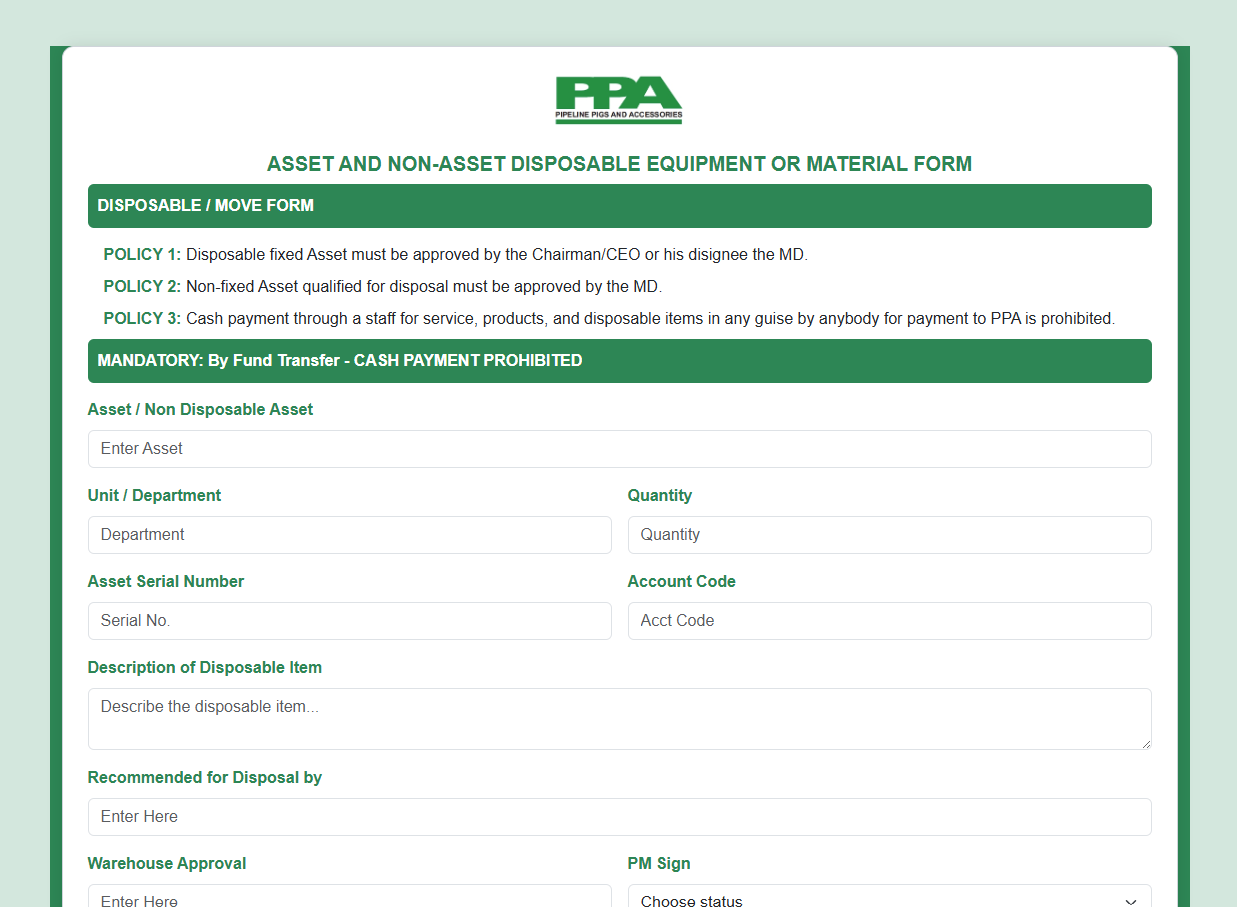 PPA
PIPELINE PIGS AND ACCESSORIES
ASSET AND NON-ASSET DISPOSABLE EQUIPMENT OR MATERIAL FORM
DISPOSABLE / MOVE FORM
POLICY 1: Disposable fixed Asset must be approved by the Chairman/CEO or his disignee the MD.
POLICY 2: Non-fixed Asset qualified for disposal must be approved by the MD.
POLICY 3: Cash payment through a staff for service, products, and disposable items in any guise by anybody for payment to PPA is prohibited.
MANDATORY: By Fund Transfer - CASH PAYMENT PROHIBITED
Asset / Non Disposable Asset
Enter Asset
Unit / Department
Quantity
Department
Quantity
Asset Serial Number
Account Code
Serial No.
Acct Code
Description of Disposable Item
Describe the disposable item...
Recommended for Disposal by
Enter Here
Warehouse Approval
PM Sign
Enter Here
Choose status